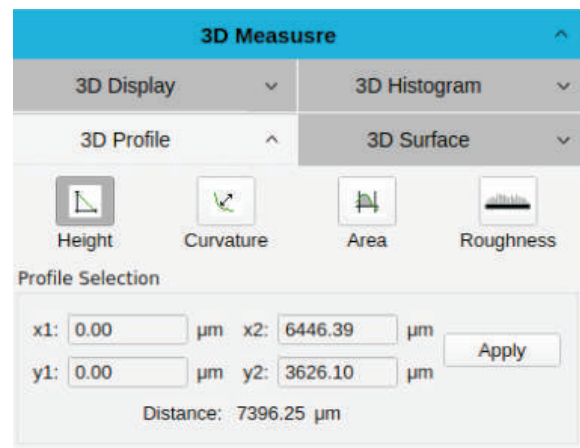 3D Measusre
3D Display 3D Histogram
3D Profile 3D Surface
Height Curvature Area Roughness
Profile Selection
x1: 0.00 μm x2: 6446.39 μm
Apply
y1: 0.00 μm y2: 3626.10 μm
Distance: 7396.25 μm